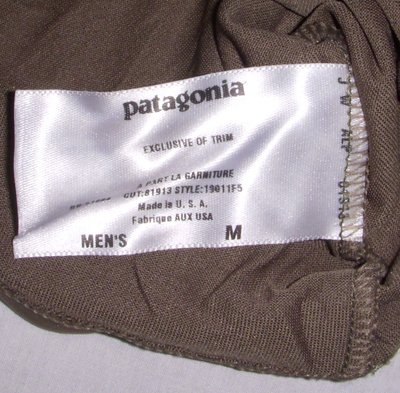 patagonia
EXCLUSIVE OF TRIM
A PART LA GARNITURE
CUT:81913 STYLE:19011F5
Made in U. S. A.
Fabrique AUX USA
MEN'S M